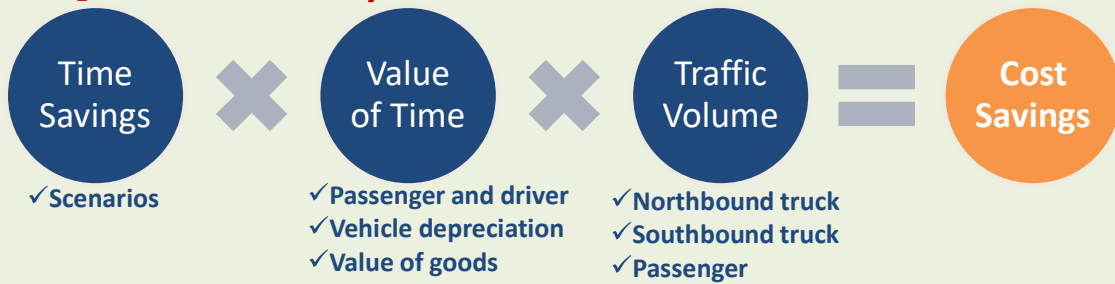 Time
Savings
Value
of Time
Traffic
Volume
Cost
Savings
✓Scenarios
✓Passenger and driver
✓Vehicle depreciation
✓Value of goods
✓Northbound truck
✓Southbound truck
✓Passenger